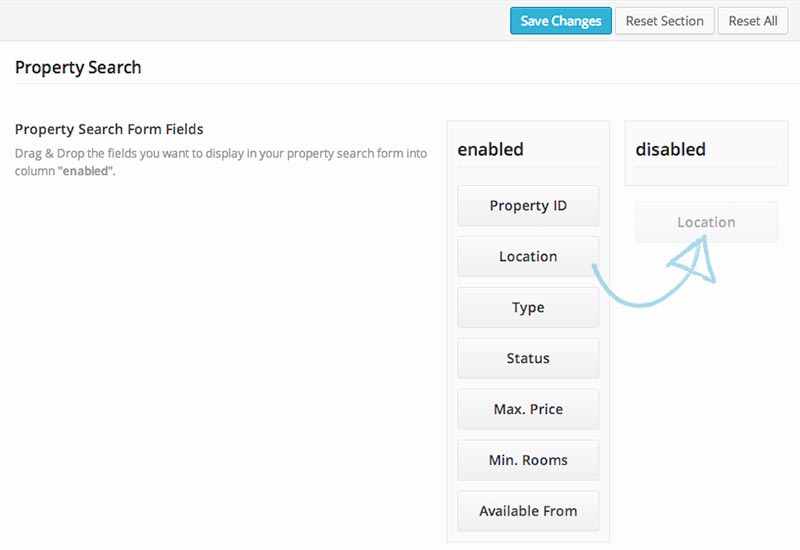 Save Changes
Reset Section
Reset All
Property Search
Property Search Form Fields
Drag & Drop the fields you want to display in your property search form into
column "enabled".
enabled
Property ID
Location
Type
Status
Max. Price
Min. Rooms
Available From
disabled
Location